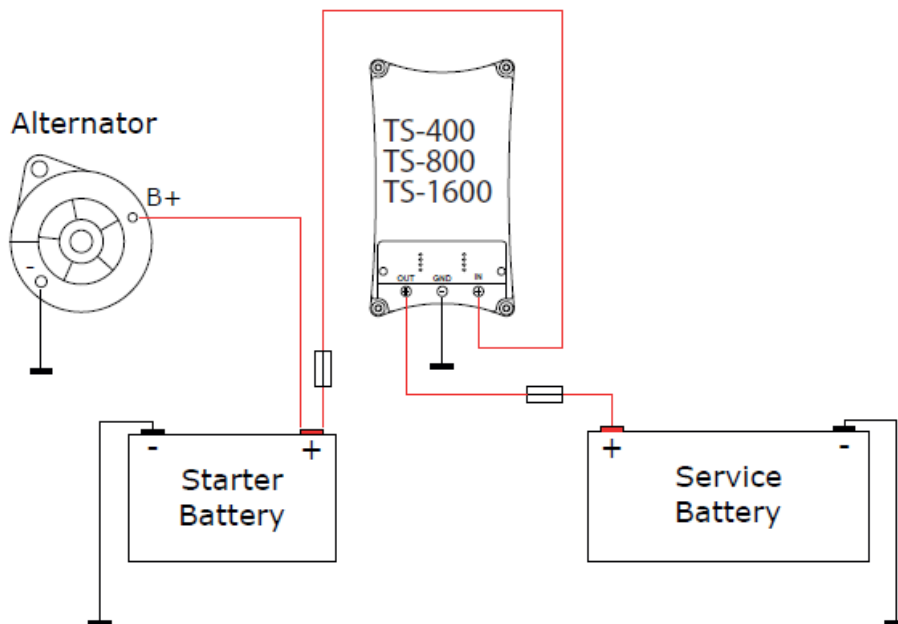 Alternator
B+
-
TS-400
TS-800
TS-1600
OUT GND IN
- +
Starter
Battery
+ -
Service
Battery